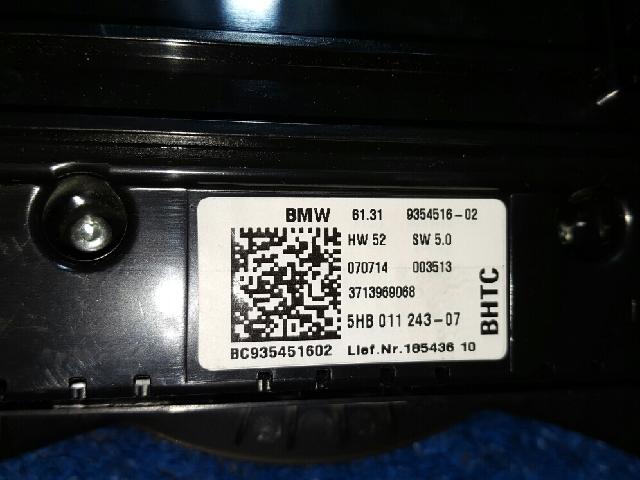 BMW 61.31 9354516-02
HW 52 SW 5.0
070714 003513
3713969068
5HB 011 243-07
BC935451602 Lief.Nr.185436 10
BHTC